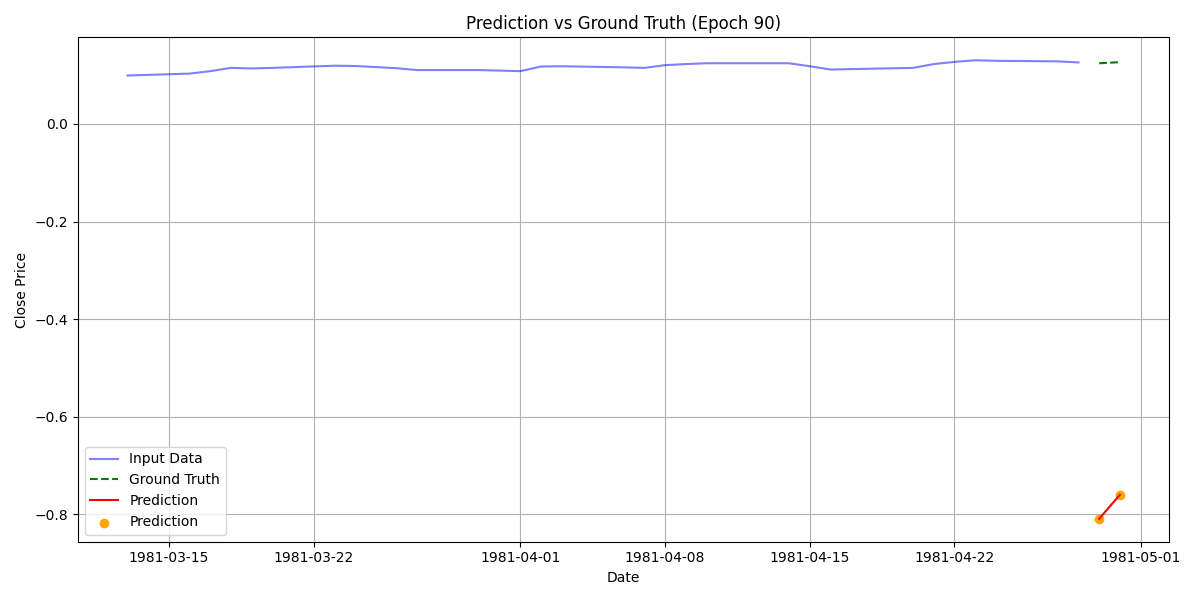 Prediction vs Ground Truth (Epoch 90)
Close Price
0.0
−0.2
−0.4
−0.6
−0.8
Input Data
Ground Truth
Prediction
Prediction
1981-03-15 1981-03-22 1981-04-01 1981-04-08 1981-04-15 1981-04-22 1981-05-01
Date